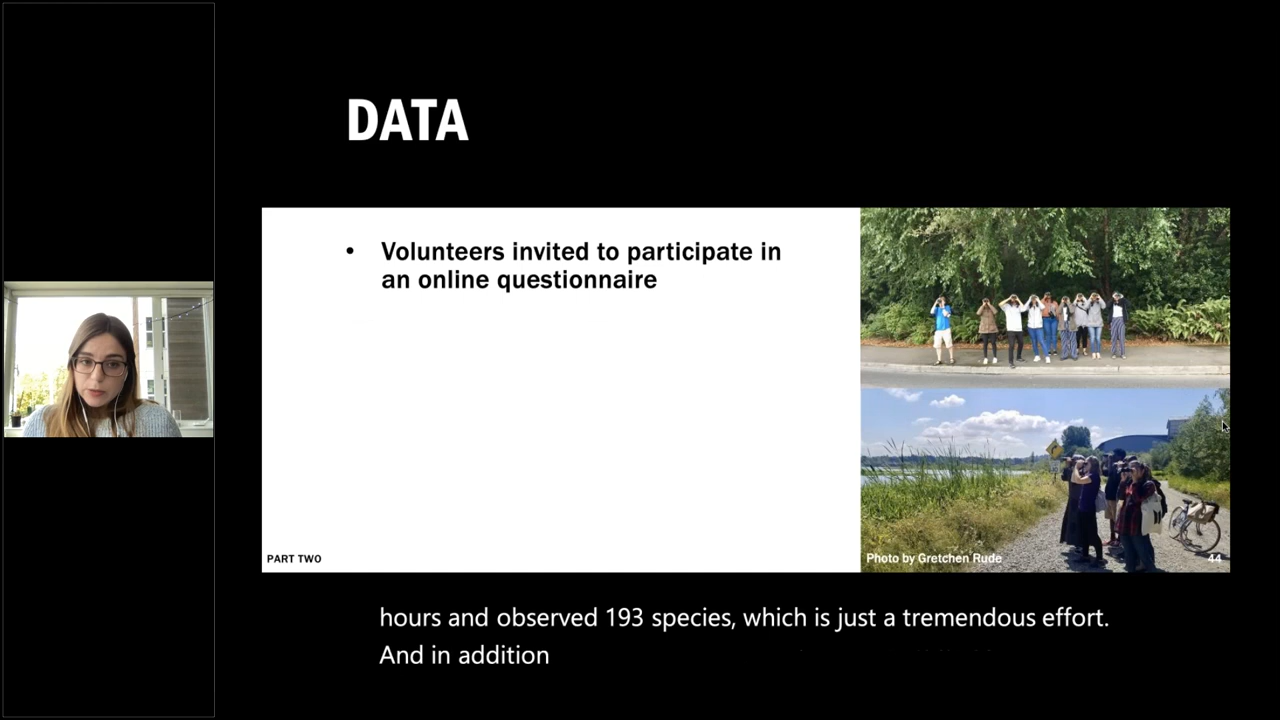 DATA
• Volunteers invited to participate in
an online questionnaire
PART TWO
Photo by Gretchen Rude
44
hours and observed 193 species, which is just a tremendous effort.
And in addition